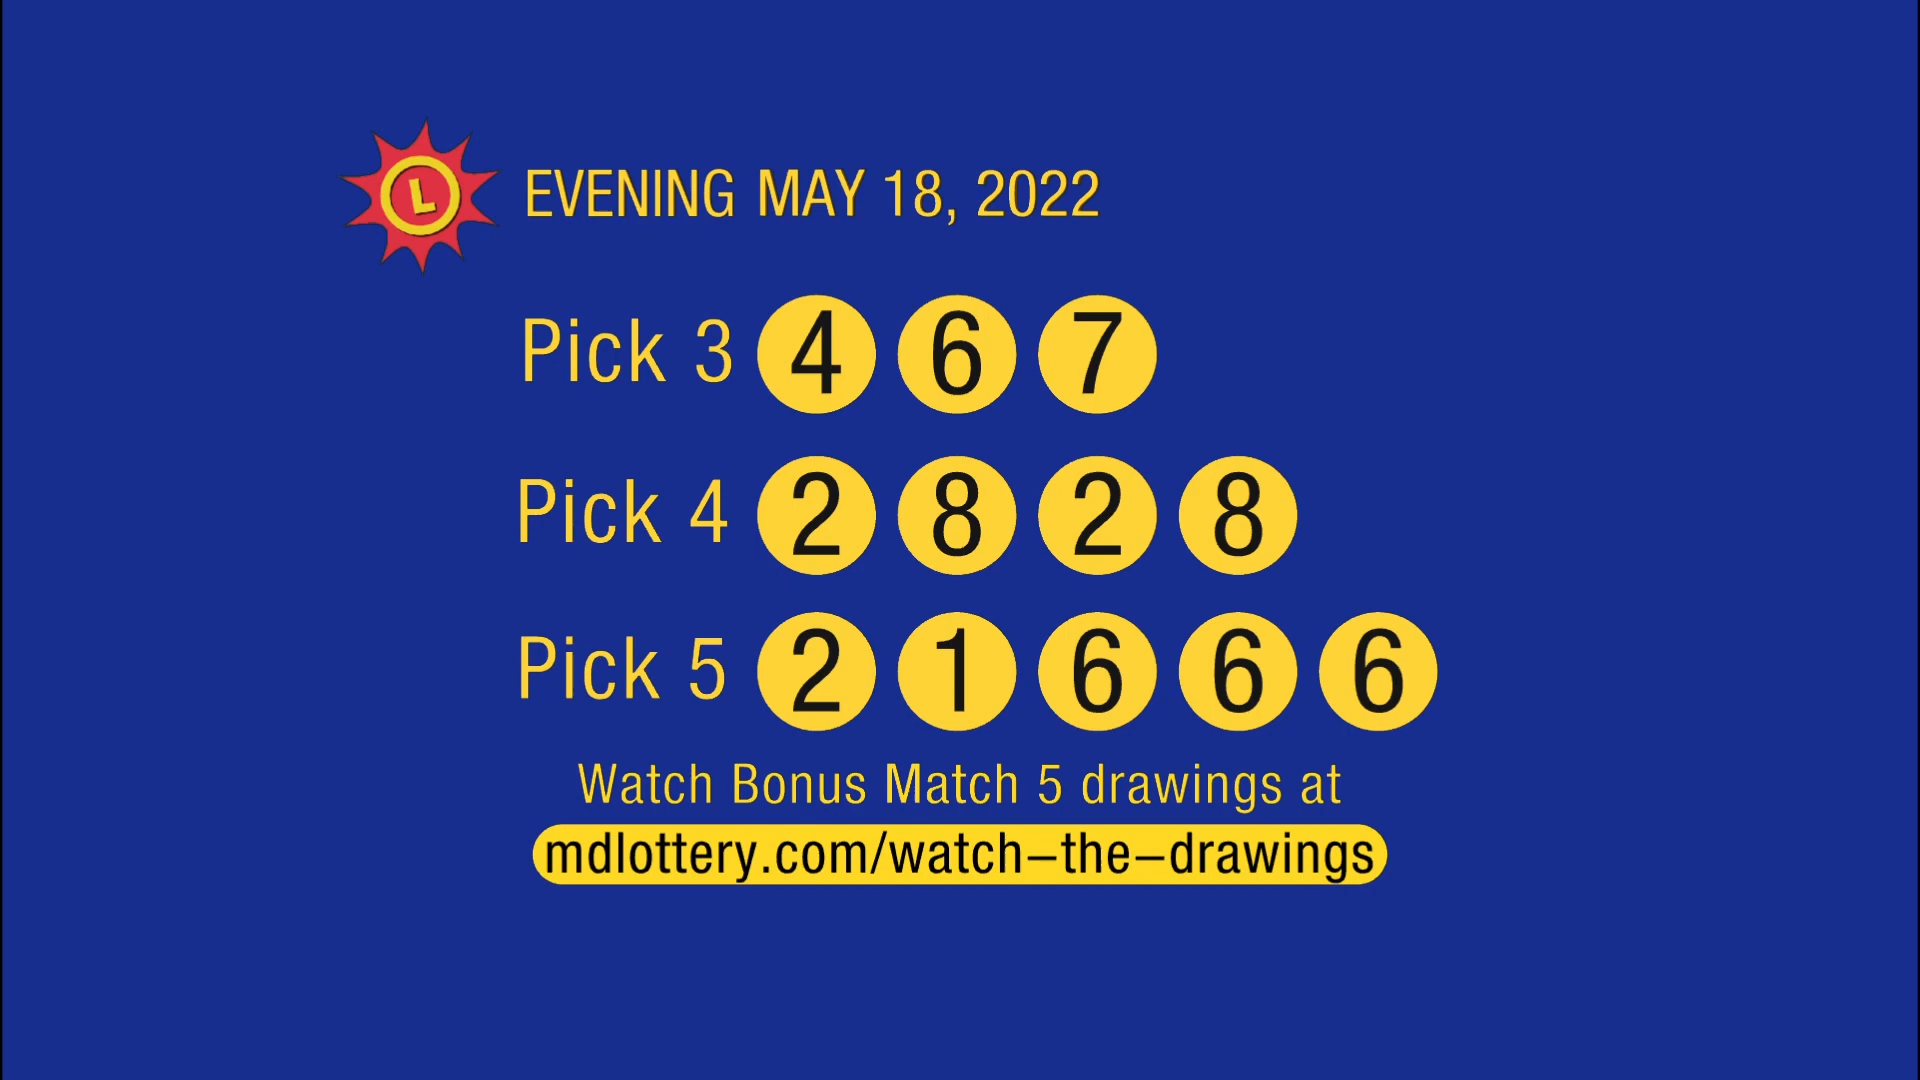 L
EVENING MAY 18, 2022
Pick 3 4 6 7
Pick 4 2 8 2 8
Pick 5 2 1 6 6 6
Watch Bonus Match 5 drawings at
mdlottery.com/watch–the–drawings